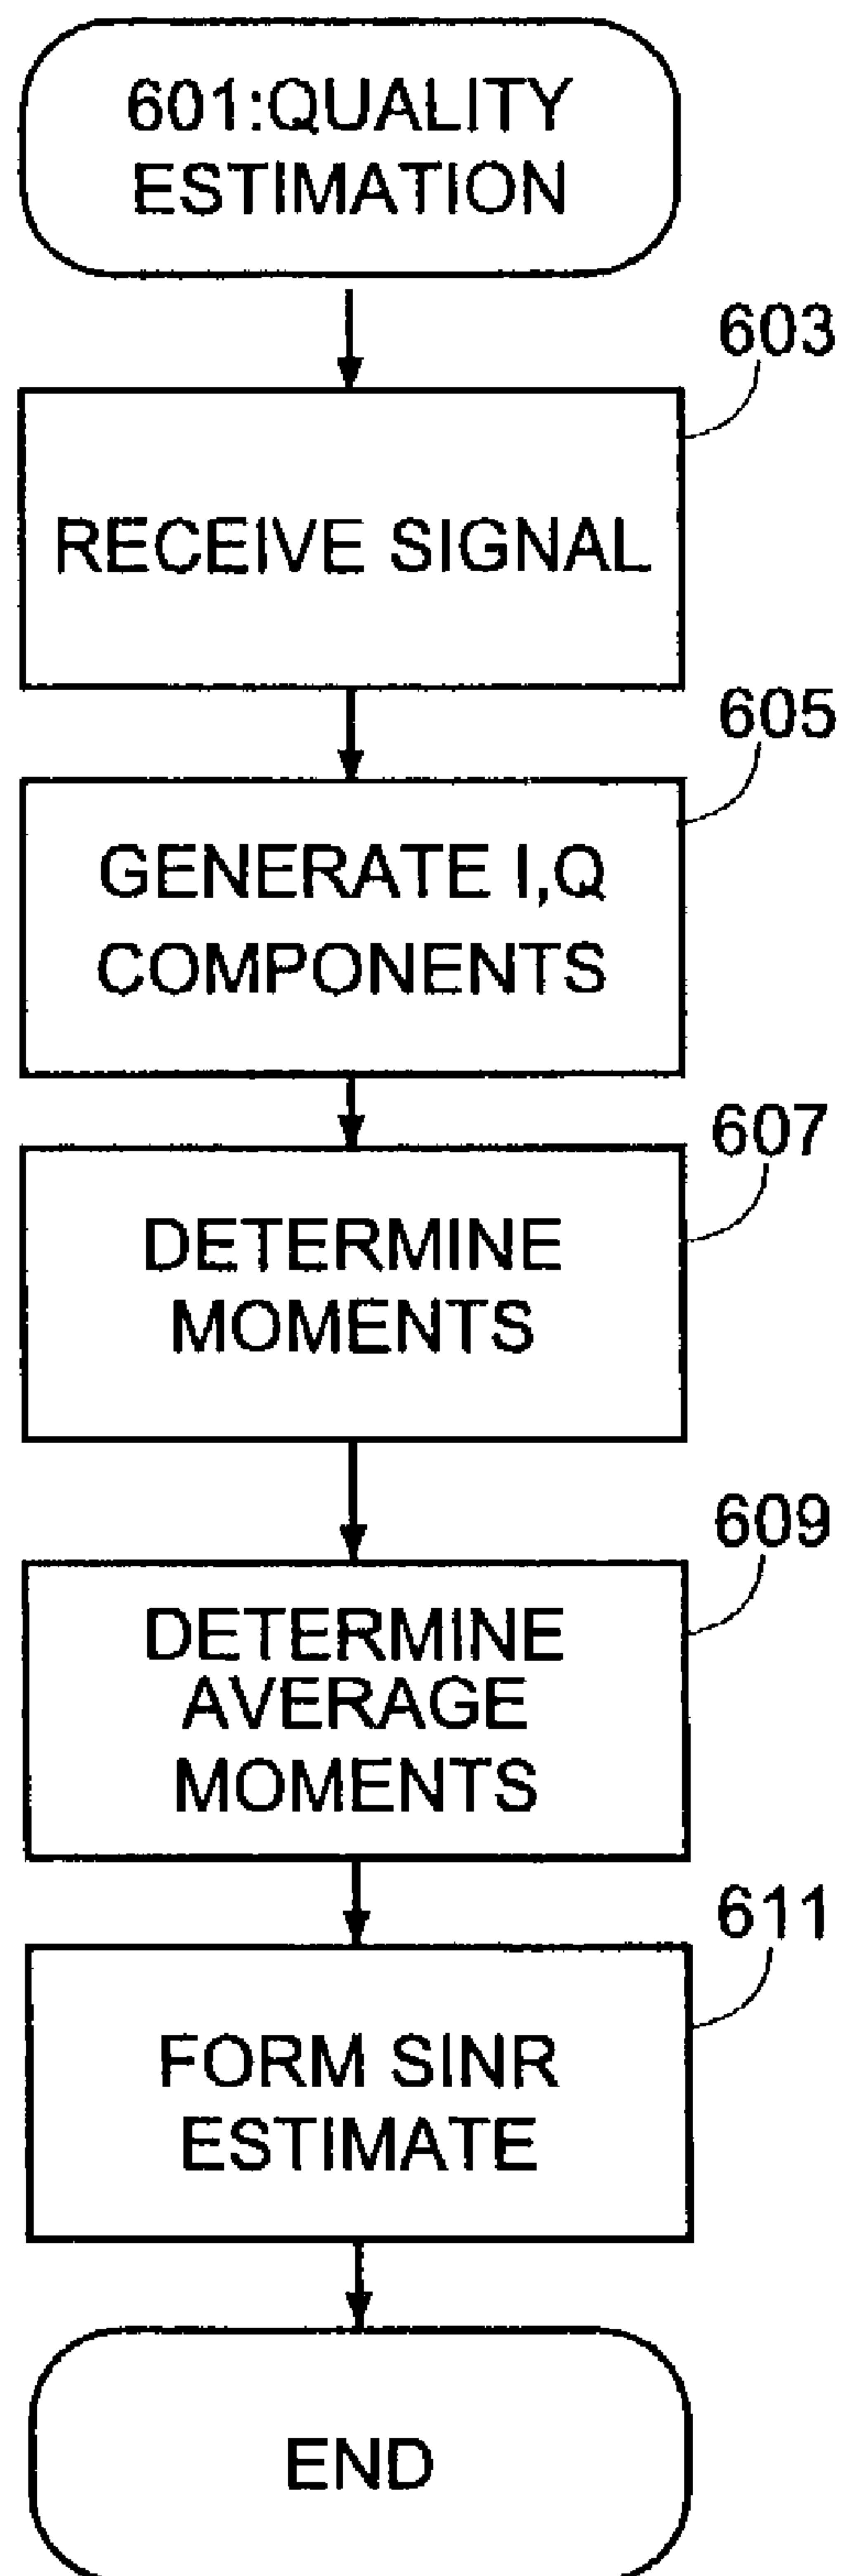 601:QUALITY
ESTIMATION
603
RECEIVE SIGNAL
605
GENERATE I,Q
COMPONENTS
607
DETERMINE
MOMENTS
609
DETERMINE
AVERAGE
MOMENTS
611
FORM SINR
ESTIMATE
END